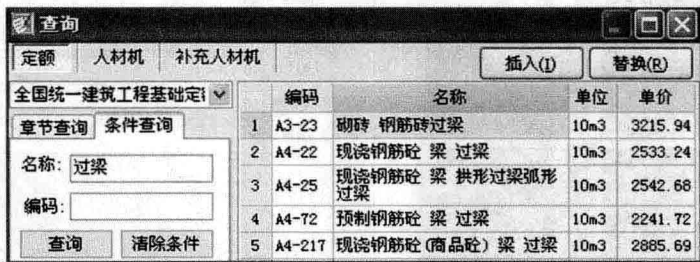 查询
定额 人材机 补充人材机 插入(I) 替换(R)
全国统一建筑工程基础定额
章节查询 条件查询
名称: 过梁
编码:
查询 清除条件
编码 名称 单位 单价
1 A3-23 砌砖 钢筋砖过梁 10m3 3215.94
2 A4-22 现浇钢筋砼 梁 过梁 10m3 2533.24
3 A4-25 现浇钢筋砼 梁 拱形过梁弧形
过梁 10m3 2542.68
4 A4-72 预制钢筋砼 梁 过梁 10m3 2241.72
5 A4-217 现浇钢筋砼(商品砼) 梁 过梁 10m3 2885.69